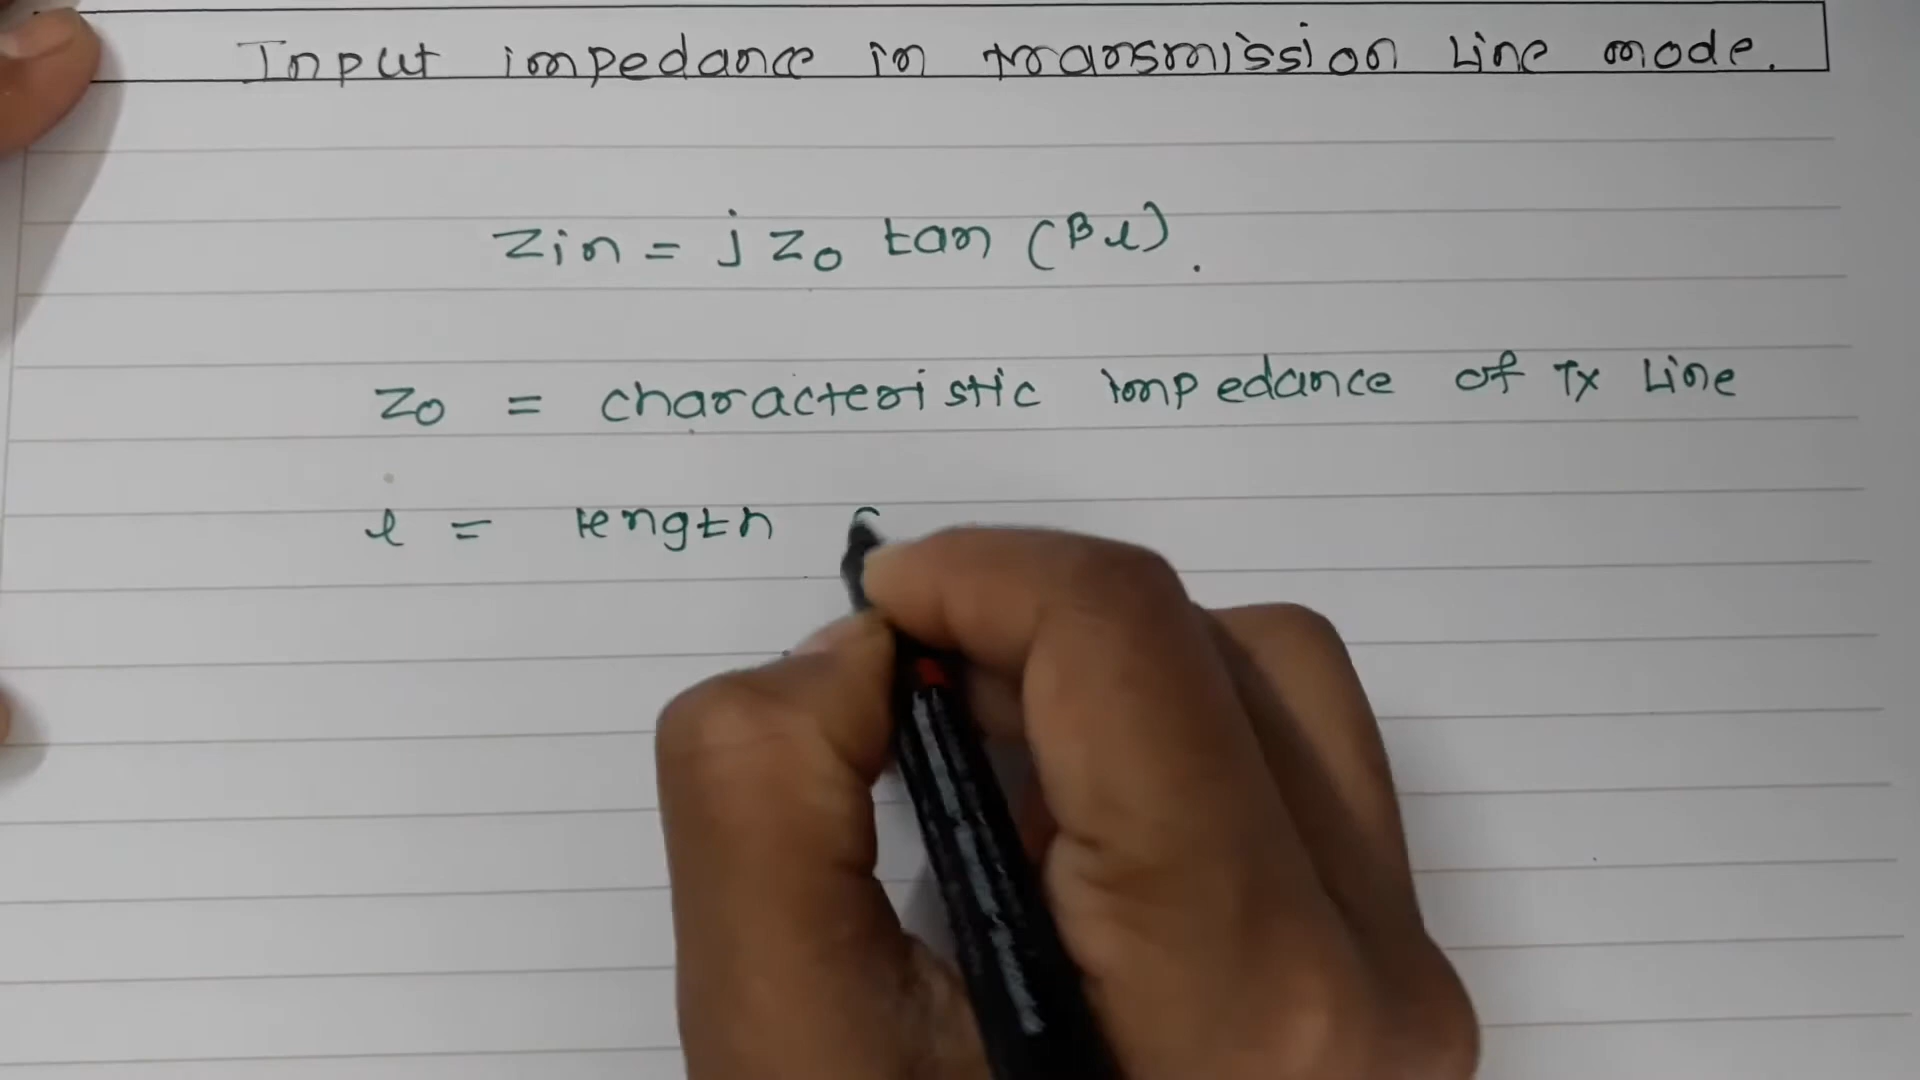 Input impedance in transmission Line mode.
Zin = j Z₀ tan (βl).
Z₀ = characteristic impedance of Tx Line
l = length